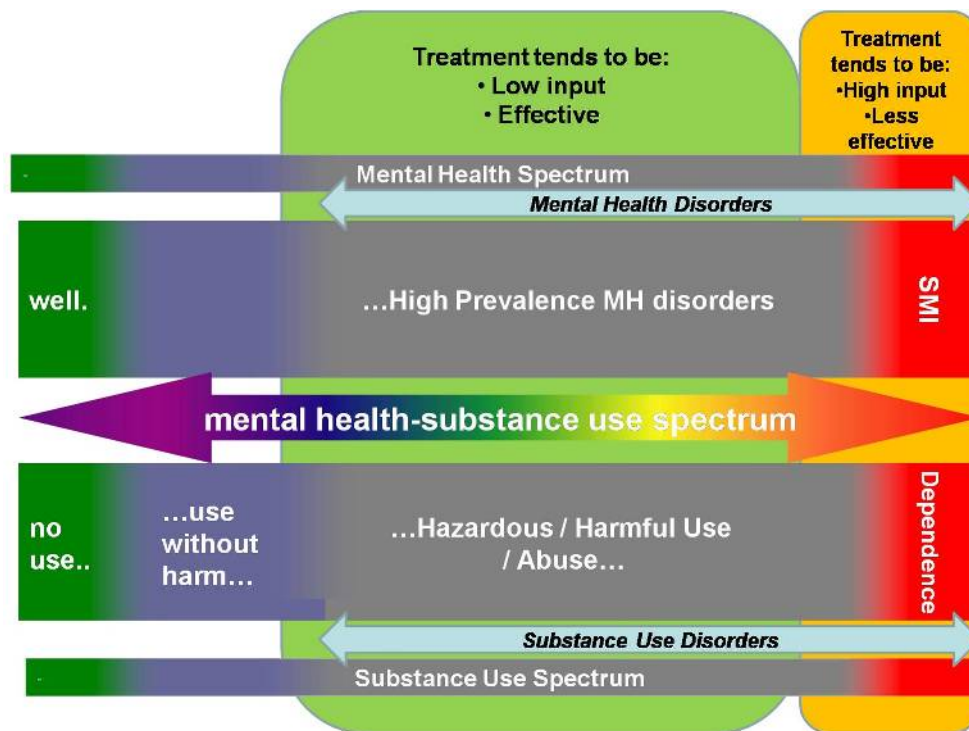 Treatment tends to be:
• Low input
• Effective
Treatment
tends to be:
•High input
•Less
effective
Mental Health Spectrum
Mental Health Disorders
well.
...High Prevalence MH disorders
SMI
mental health-substance use spectrum
no
use..
...use
without
harm...
...Hazardous / Harmful Use
/ Abuse...
Dependence
Substance Use Disorders
Substance Use Spectrum